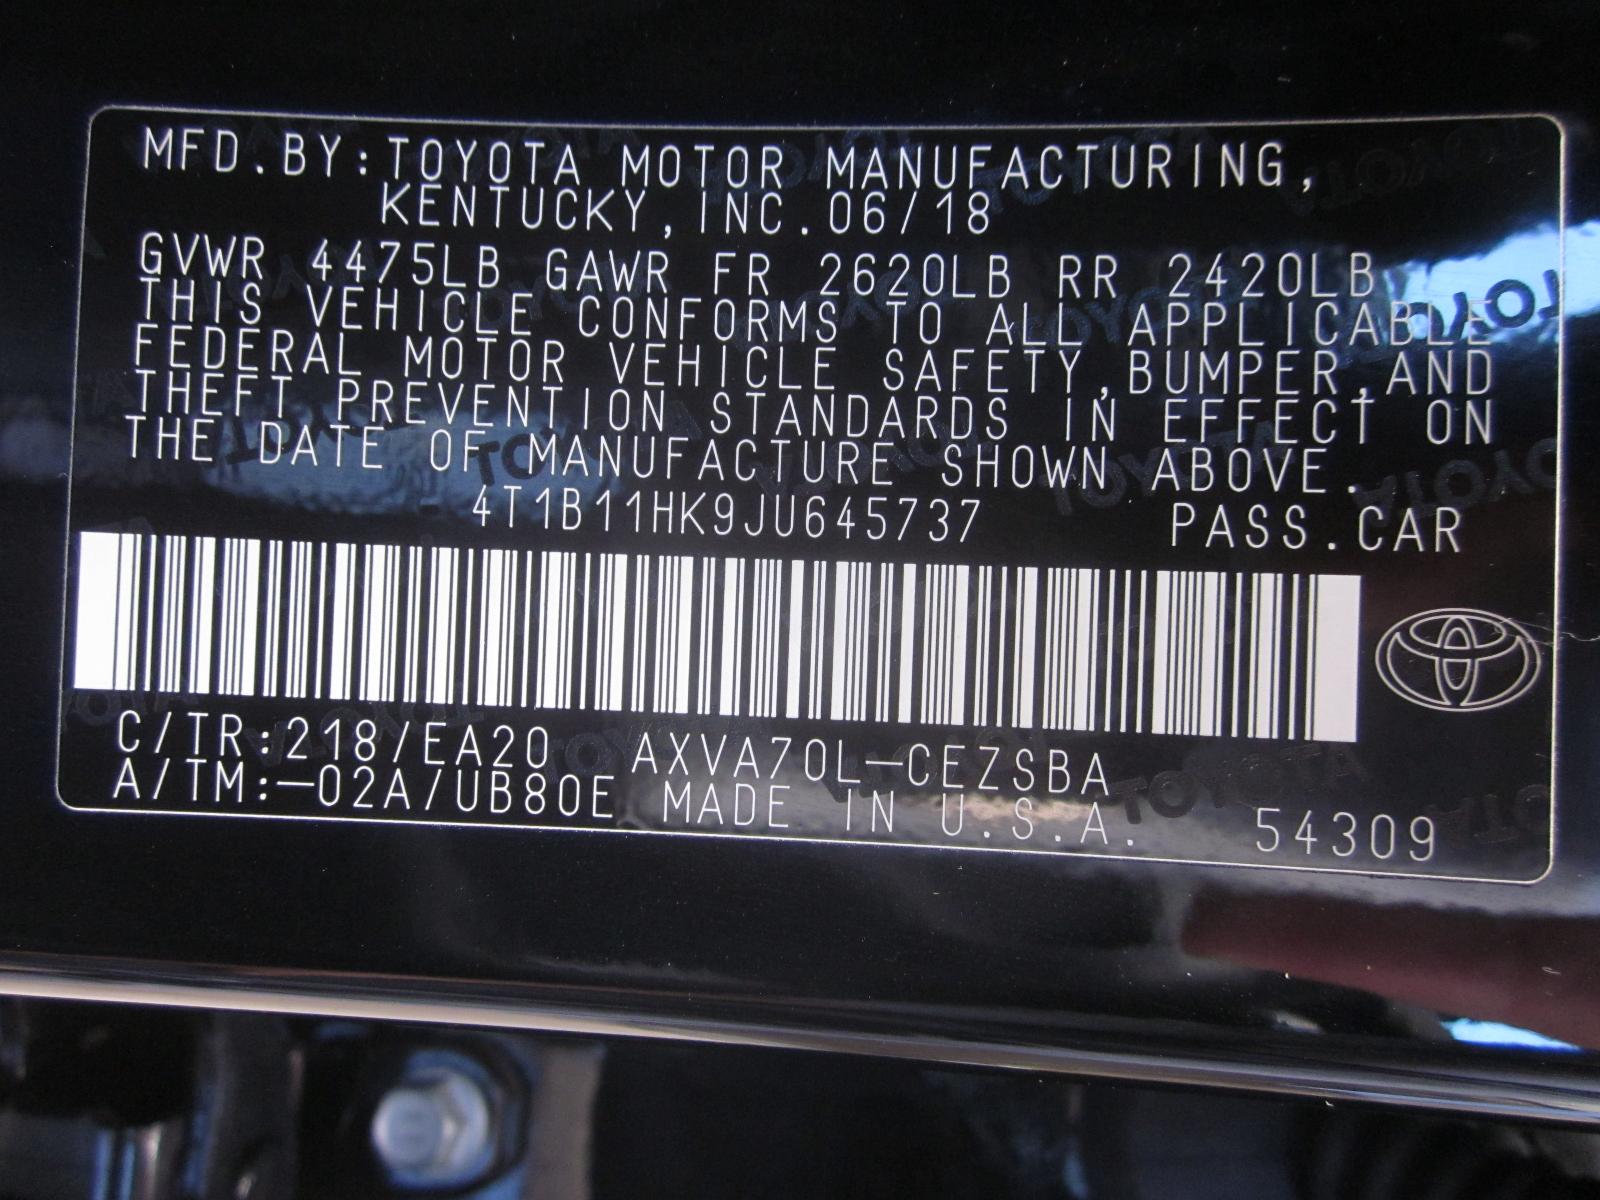 MFD.BY:TOYOTA MOTOR MANUFACTURING,
KENTUCKY,INC.06/18
GVWR 4475LB GAWR FR 2620LB RR 2420LB
THIS VEHICLE CONFORMS TO ALL APPLICABLE
FEDERAL MOTOR VEHICLE SAFETY,BUMPER,AND
THEFT PREVENTION STANDARDS IN EFFECT ON
THE DATE OF MANUFACTURE SHOWN ABOVE.
4T1B11HK9JU645737 PASS.CAR
C/TR:218/EA20 AXVA70L-CEZSBA
A/TM:-02A/UB80E MADE IN U.S.A. 54309